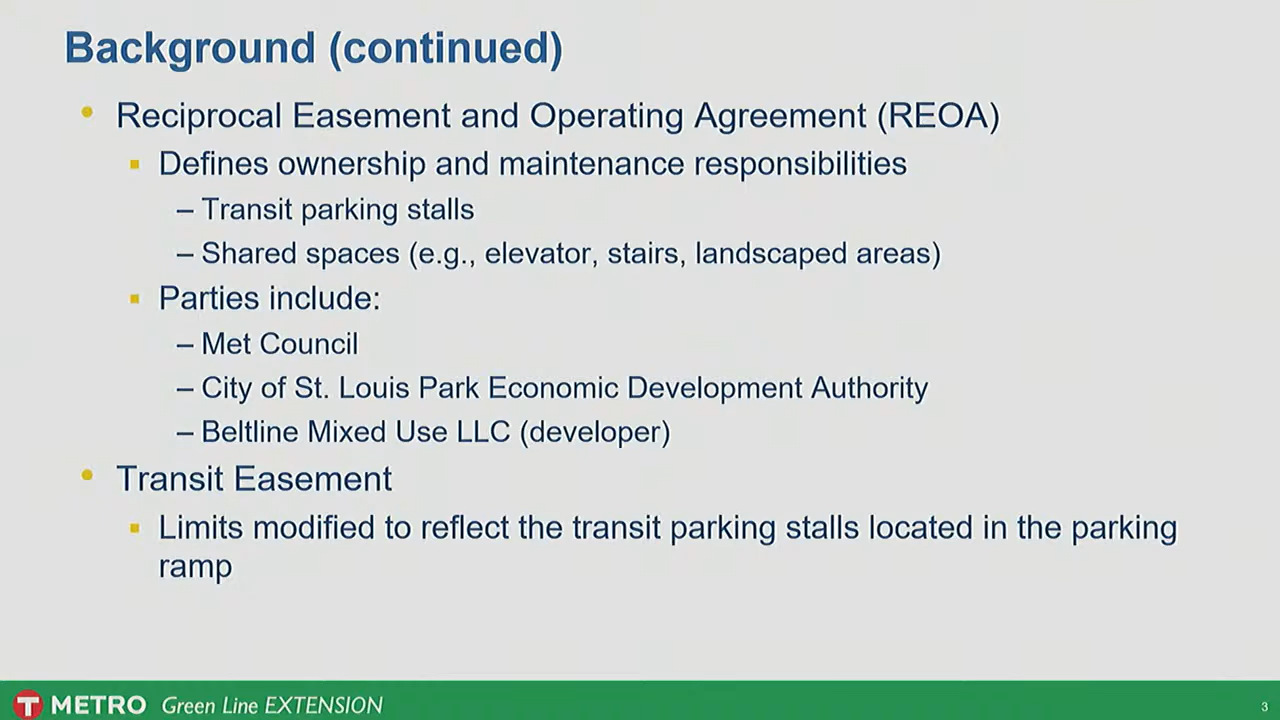 Background (continued)
• Reciprocal Easement and Operating Agreement (REOA)
▪ Defines ownership and maintenance responsibilities
– Transit parking stalls
– Shared spaces (e.g., elevator, stairs, landscaped areas)
▪ Parties include:
– Met Council
– City of St. Louis Park Economic Development Authority
– Beltline Mixed Use LLC (developer)
• Transit Easement
▪ Limits modified to reflect the transit parking stalls located in the parking
ramp
T METRO Green Line EXTENSION
3